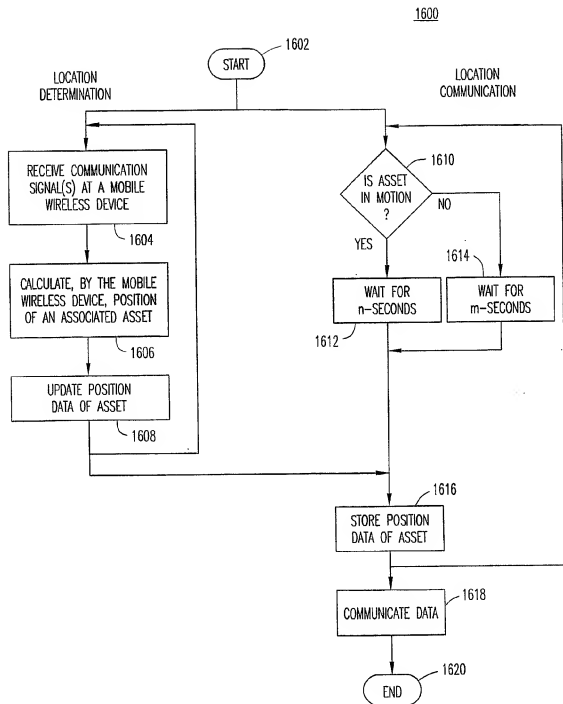 1600
1602
START
LOCATION
DETERMINATION
LOCATION
COMMUNICATION
RECEIVE COMMUNICATION
SIGNAL(S) AT A MOBILE
WIRELESS DEVICE
1604
CALCULATE, BY THE MOBILE
WIRELESS DEVICE, POSITION
OF AN ASSOCIATED ASSET
1606
UPDATE POSITION
DATA OF ASSET
1608
1610
IS ASSET
IN MOTION
?
NO
YES
1614
WAIT FOR
n-SECONDS
1612
WAIT FOR
m-SECONDS
1616
STORE POSITION
DATA OF ASSET
1618
COMMUNICATE DATA
1620
END